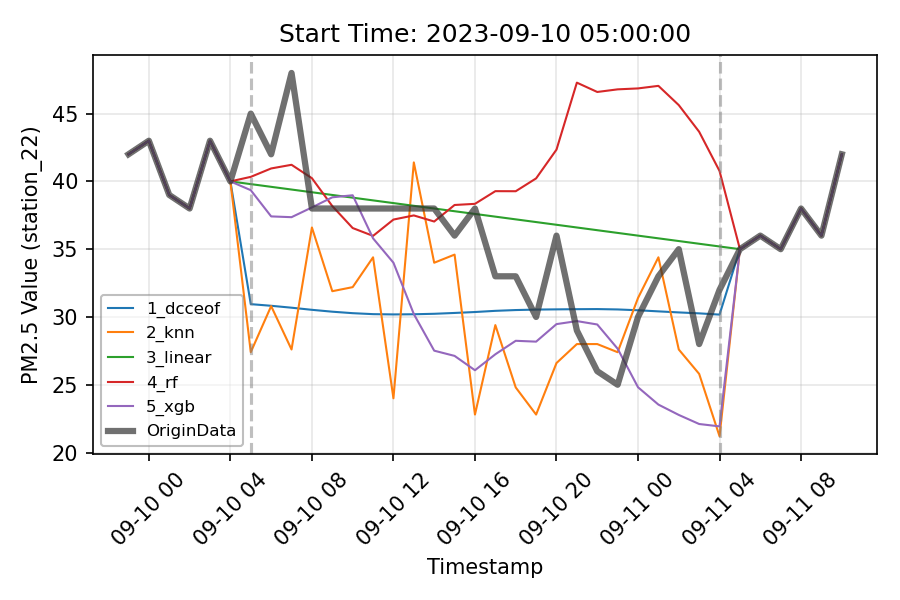 Start Time: 2023-09-10 05:00:00
PM2.5 Value (station_22)
45
40
35
30
25
20
1_dcceof
2_knn
3_linear
4_rf
5_xgb
OriginData
09-10 00
09-10 04
09-10 08
09-10 12
09-10 16
09-10 20
09-11 00
09-11 04
09-11 08
Timestamp